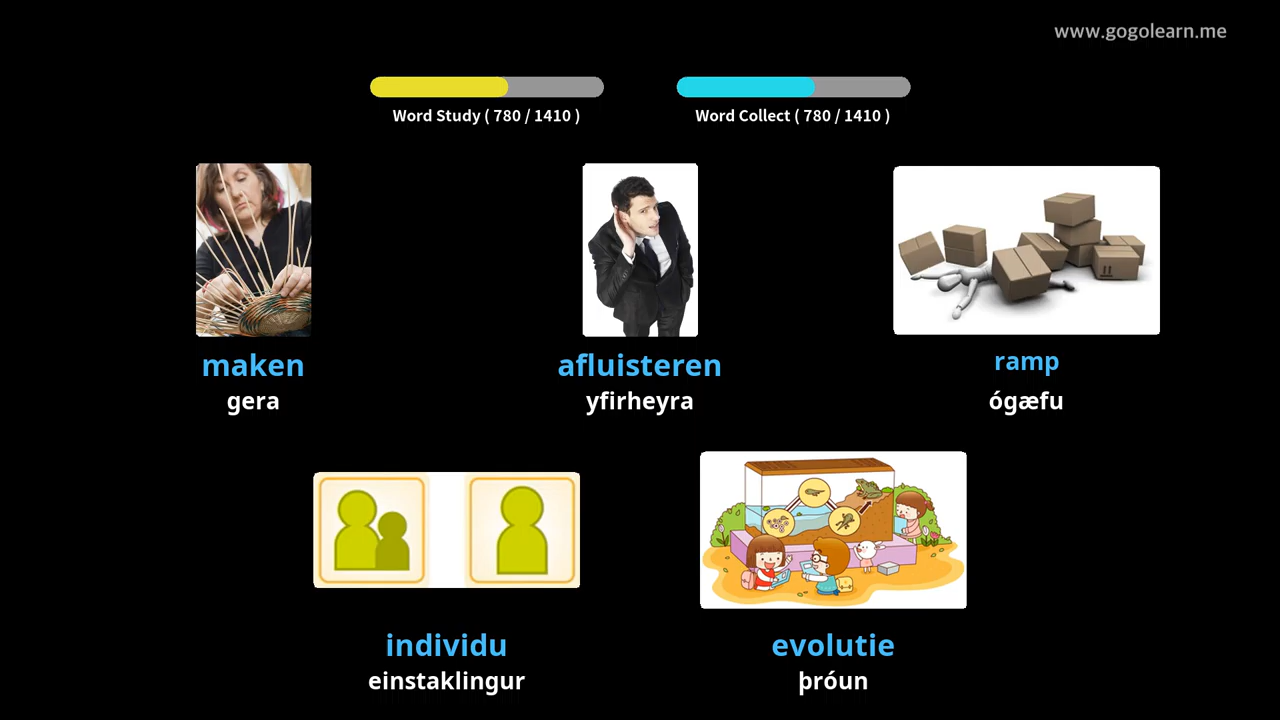 www.gogolearn.me
Word Study ( 780 / 1410 )
Word Collect ( 780 / 1410 )
maken
gera
afluisteren
yfirheyra
ramp
ógæfu
individu
einstaklingur
evolutie
þróun